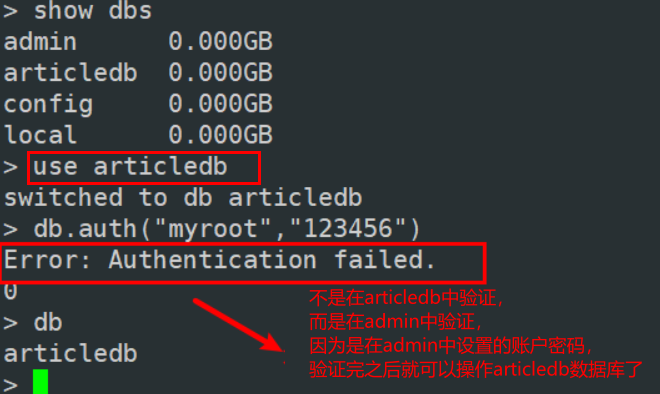 > show dbs
admin      0.000GB
articledb  0.000GB
config     0.000GB
local      0.000GB
> use articledb
switched to db articledb
> db.auth("myroot","123456")
Error: Authentication failed.
0
> db
articledb
>
不是在articledb中验证，
而是在admin中验证，
因为是在admin中设置的账户密码，
验证完之后就可以操作articledb数据库了